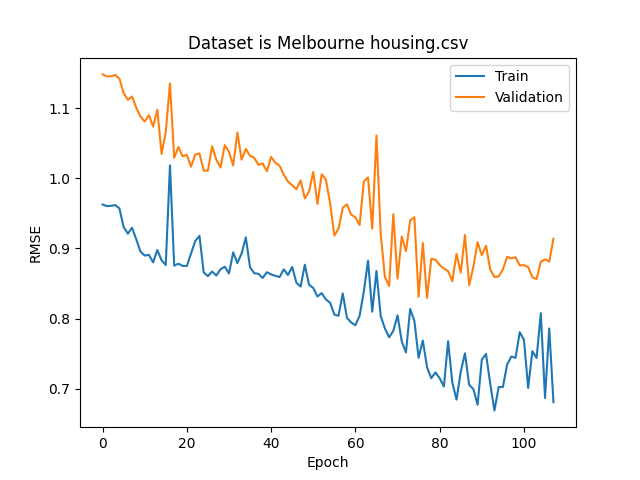 Dataset is Melbourne housing.csv
Train
Validation
RMSE
1.1
1.0
0.9
0.8
0.7
0 20 40 60 80 100
Epoch